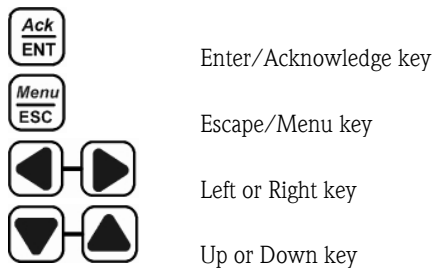 Ack
ENT
Enter/Acknowledge key
Menu
ESC
Escape/Menu key
Left or Right key
Up or Down key